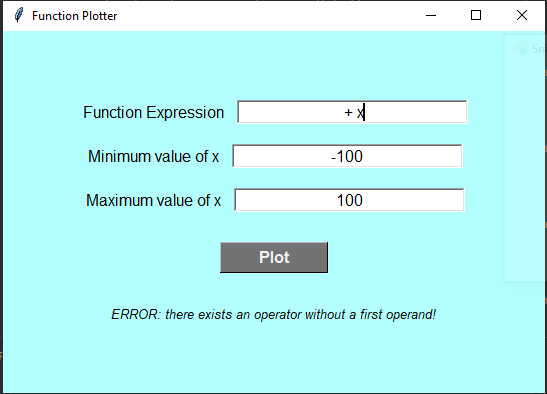 Function Plotter
Function Expression + x
Minimum value of x -100
Maximum value of x 100
Plot
ERROR: there exists an operator without a first operand!